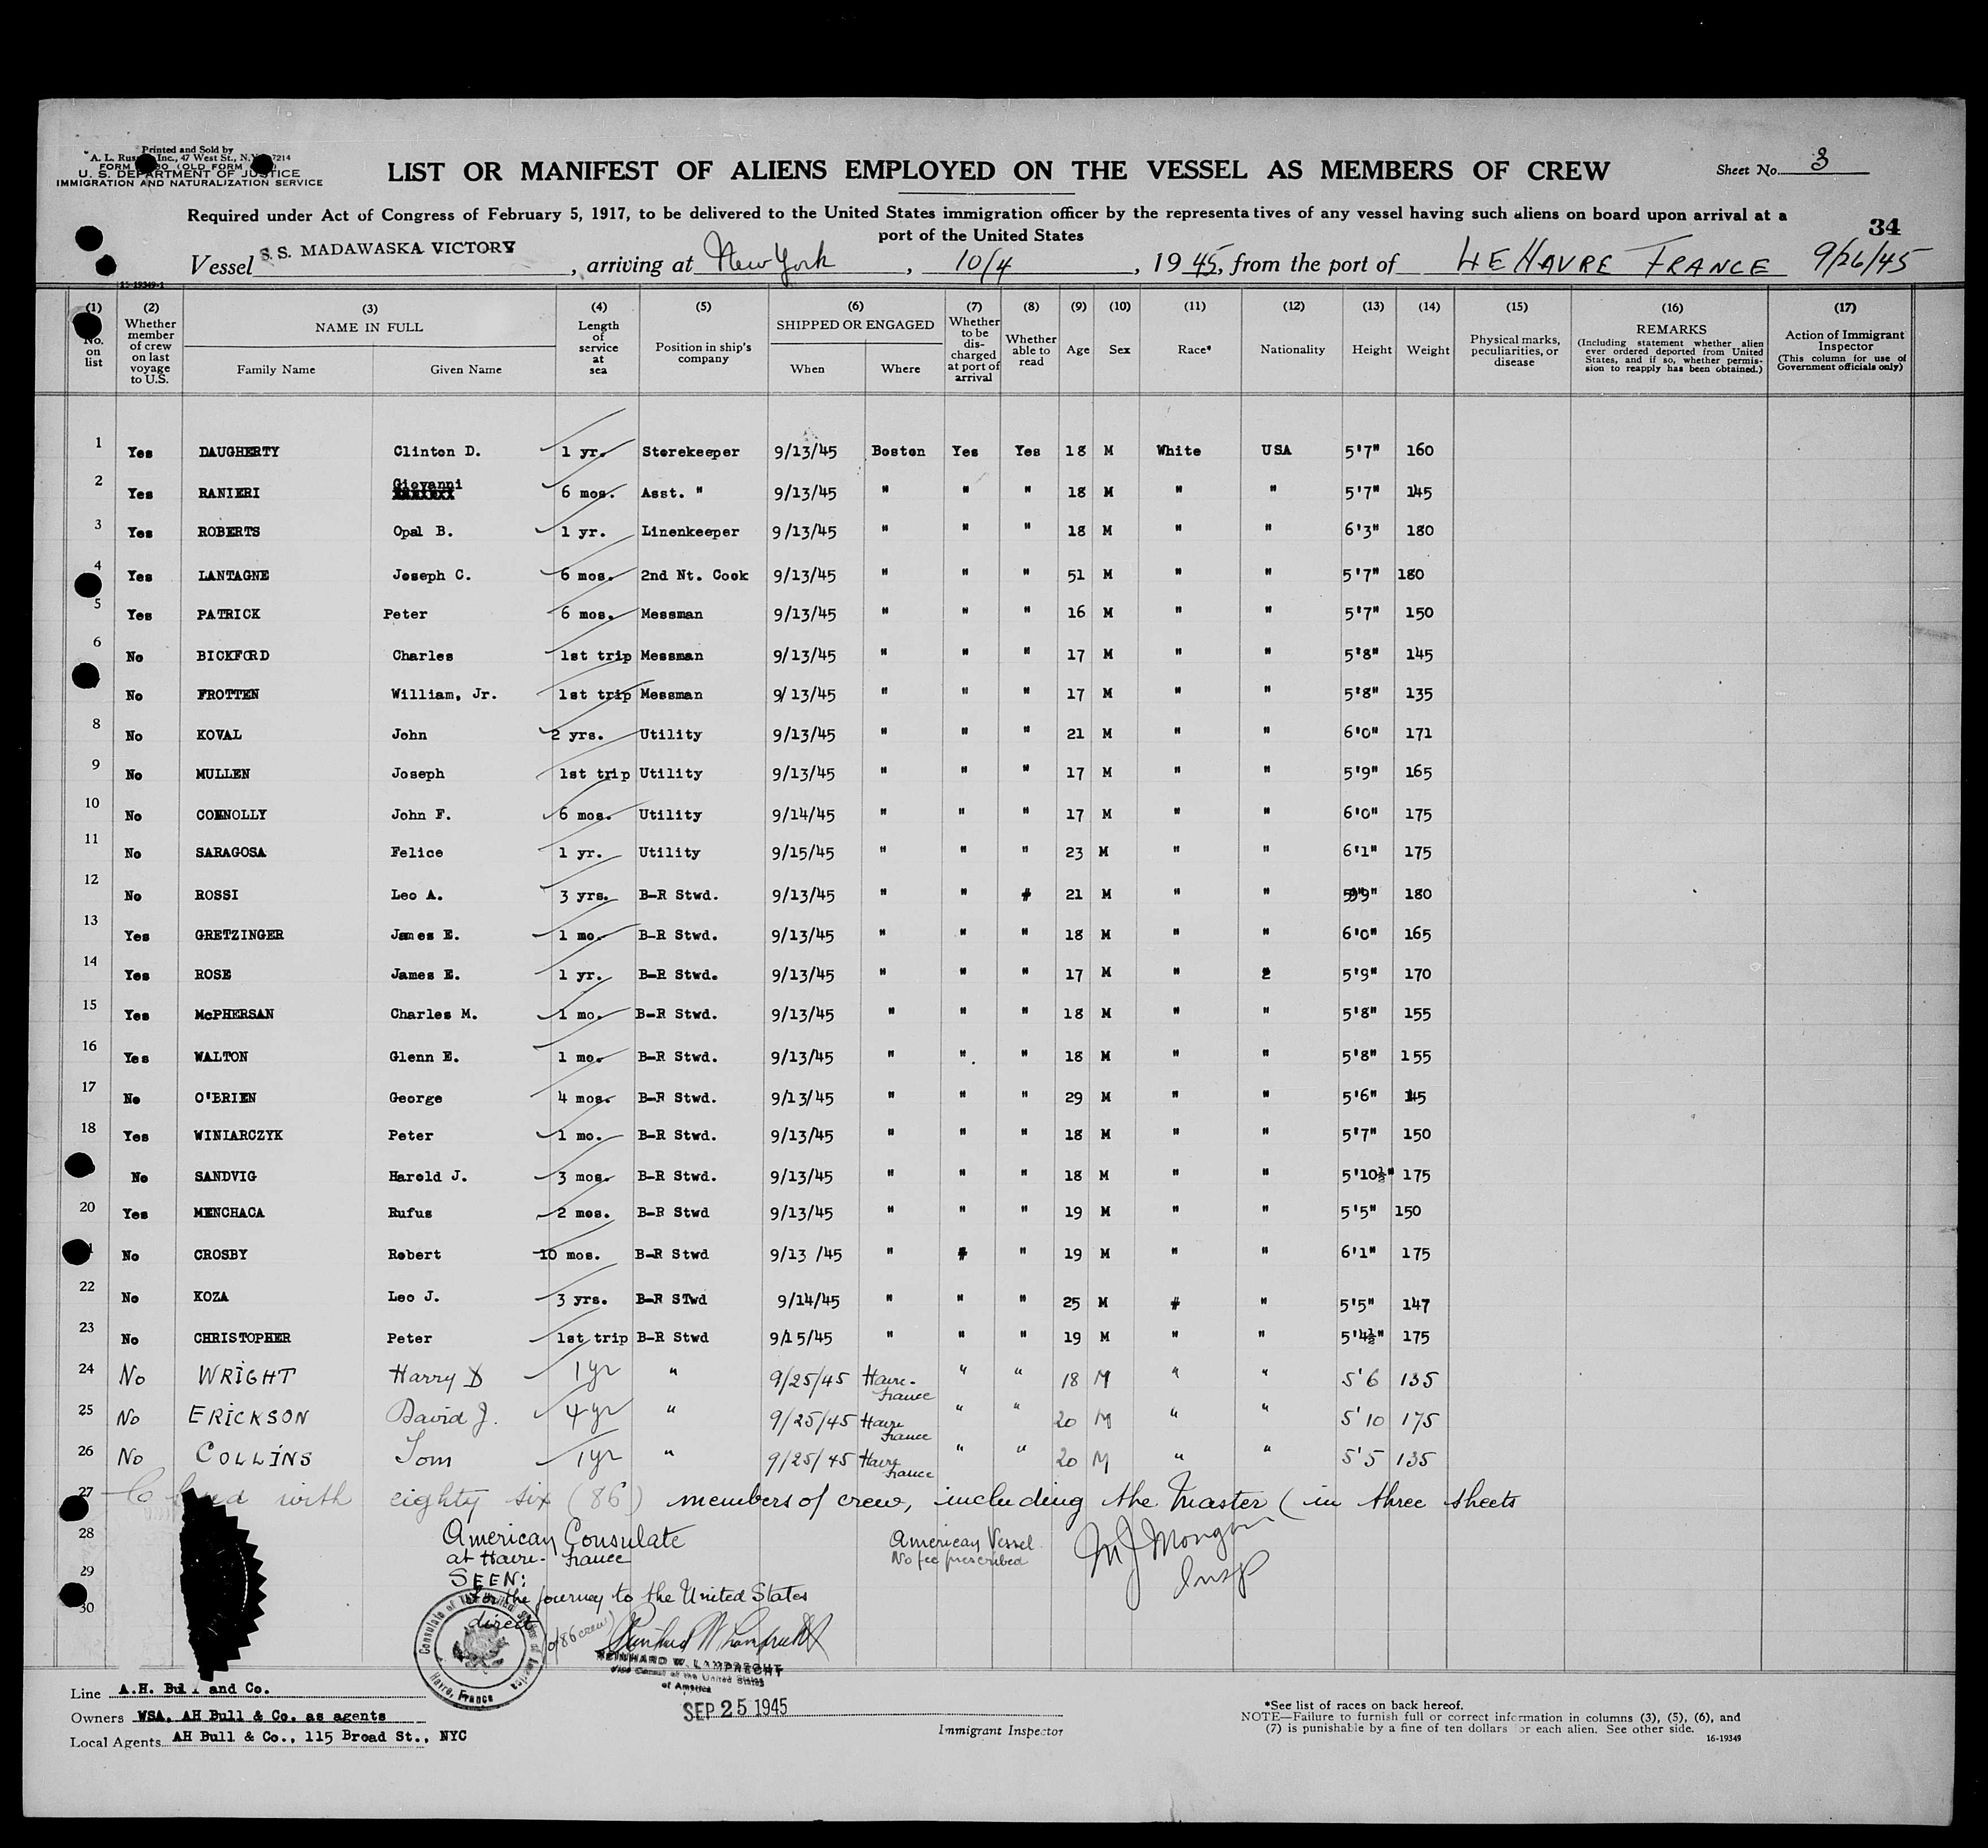 Printed and Sold by
A. L. Inc., 47 West St., N.Y. 7214
FORM (OLD FORM
U. S. DEPARTMENT OF JUSTICE
IMMIGRATION AND NATURALIZATION SERVICE
LIST OR MANIFEST OF ALIENS EMPLOYED ON THE VESSEL AS MEMBERS OF CREW
Sheet No. 3
Required under Act of Congress of February 5, 1917, to be delivered to the United States immigration officer by the representatives of any vessel having such aliens on board upon arrival at a
port of the United States
34
Vessel S.S. MADAWASKA VICTORY, arriving at New York, 10/4, 19 45, from the port of LE HAVRE FRANCE 9/26/45
16-19349-1
(1) No. on list
(2) Whether member of crew on last voyage to U.S.
(3) NAME IN FULL Family Name Given Name
(4) Length of service at sea
(5) Position in ship's company
(6) SHIPPED OR ENGAGED When Where
(7) Whether to be discharged at port of arrival
(8) Whether able to read
(9) Age
(10) Sex
(11) Race*
(12) Nationality
(13) Height
(14) Weight
(15) Physical marks, peculiarities, or disease
(16) REMARKS (Including statement whether alien ever ordered deported from United States, and if so, whether permission to reapply has been obtained.)
(17) Action of Immigrant Inspector (This column for use of Government officials only)
1 Yes DAUGHERTY Clinton D. 1 yr. Storekeeper 9/13/45 Boston Yes Yes 18 M White USA 5'7" 160
2 Yes RANIERI Giovanni 6 mos. Asst. " 9/13/45 " " " 18 M " " 5'7" 145
3 Yes ROBERTS Opal B. 1 yr. Linenkeeper 9/13/45 " " " 18 M " " 6'3" 180
4 Yes LANTAGNE Joseph C. 6 mos. 2nd Nt. Cook 9/13/45 " " " 51 M " " 5'7" 180
5 Yes PATRICK Peter 6 mos. Messman 9/13/45 " " " 16 M " " 5'7" 150
6 No BICKFORD Charles 1st trip Messman 9/13/45 " " " 17 M " " 5'8" 145
No FROTTEN William, Jr. 1st trip Messman 9/13/45 " " " 17 M " " 5'8" 135
8 No KOVAL John 2 yrs. Utility 9/13/45 " " " 21 M " " 6'0" 171
9 No MULLEN Joseph 1st trip Utility 9/13/45 " " " 17 M " " 5'9" 165
10 No CONNOLLY John F. 6 mos. Utility 9/14/45 " " " 17 M " " 6'0" 175
11 No SARAGOSA Felice 1 yr. Utility 9/15/45 " " " 23 M " " 6'1" 175
12 No ROSSI Leo A. 3 yrs. B-R Stwd. 9/13/45 " " " 21 M " " 5'9" 180
13 Yes GRETZINGER James E. 1 mo. B-R Stwd. 9/13/45 " " " 18 M " " 6'0" 165
14 Yes ROSE James E. 1 yr. B-R Stwd. 9/13/45 " " " 17 M " 2 5'9" 170
15 Yes McPHERSAN Charles M. 1 mo. B-R Stwd. 9/13/45 " " " 18 M " " 5'8" 155
16 Yes WALTON Glenn E. 1 mo. B-R Stwd. 9/13/45 " " " 18 M " " 5'8" 155
17 No O'BRIEN George 4 mos. B-R Stwd. 9/13/45 " " " 29 M " " 5'6" 145
18 Yes WINIARCZYK Peter 1 mo. B-R Stwd. 9/13/45 " " " 18 M " " 5'7" 150
No SANDVIG Harold J. 3 mos. B-R Stwd. 9/13/45 " " " 18 M " " 5'10½" 175
20 Yes MENCHACA Rufus 2 mos. B-R Stwd 9/13/45 " " " 19 M " " 5'5" 150
No CROSBY Robert 10 mos. B-R Stwd 9/13 /45 " " " 19 M " " 6'1" 175
22 No KOZA Leo J. 3 yrs. B-R STwd 9/14/45 " " " 25 M " " 5'5" 147
23 No CHRISTOPHER Peter 1st trip B-R Stwd 9/15/45 " " " 19 M " " 5'4½" 175
24 No WRIGHT Harry D 1 yr " 9/25/45 Havre-France " " 18 M " " 5'6 135
25 No ERICKSON David J. 4 yr " 9/25/45 Havre France " " 20 M " " 5'10 175
26 No COLLINS Tom 1 yr " 9/25/45 Havre France " " 20 M " " 5'5 135
27 Closed with eighty six (86) members of crew, including the Master (in three sheets
28
29
30
American Consulate
at Havre- France
SEEN:
For the journey to the United States
direct (of 86 crew)
American Vessel
No fee prescribed
Insp
Consulate of the United States of America
Havre, France
REINHARD W. LAMPRECHT
Vice Consul of the United States
of America
SEP 25 1945
Line A.H. Bull and Co.
Owners WSA, AH Bull & Co. as agents
Local Agents AH Bull & Co., 115 Broad St., NYC
Immigrant Inspector
*See list of races on back hereof.
NOTE—Failure to furnish full or correct information in columns (3), (5), (6), and
(7) is punishable by a fine of ten dollars for each alien. See other side.
16-19349